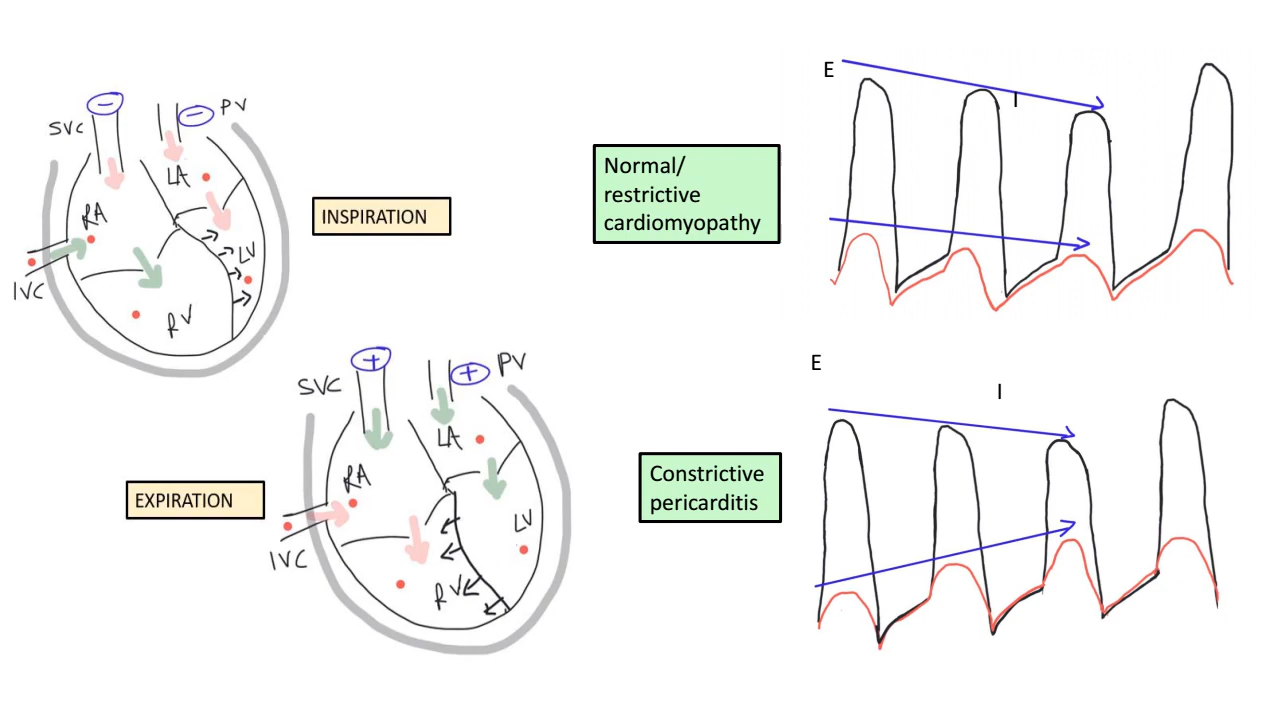 SVC
−
−
PV
LA
RA
LV
IVC
RV
INSPIRATION
SVC
+
+
PV
LA
RA
LV
IVC
RV
EXPIRATION
E
I
Normal/
restrictive
cardiomyopathy
E
I
Constrictive
pericarditis